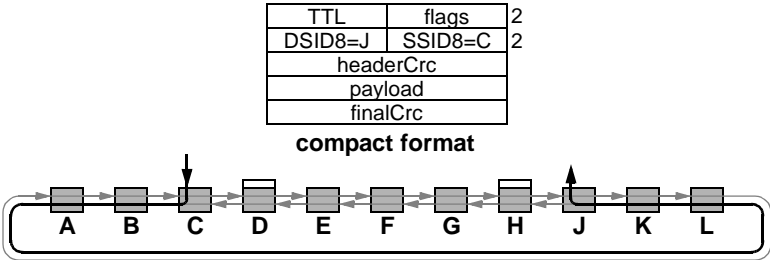 TTL flags 2
DSID8=J SSID8=C 2
headerCrc
payload
finalCrc
compact format
A B C D E F G H J K L